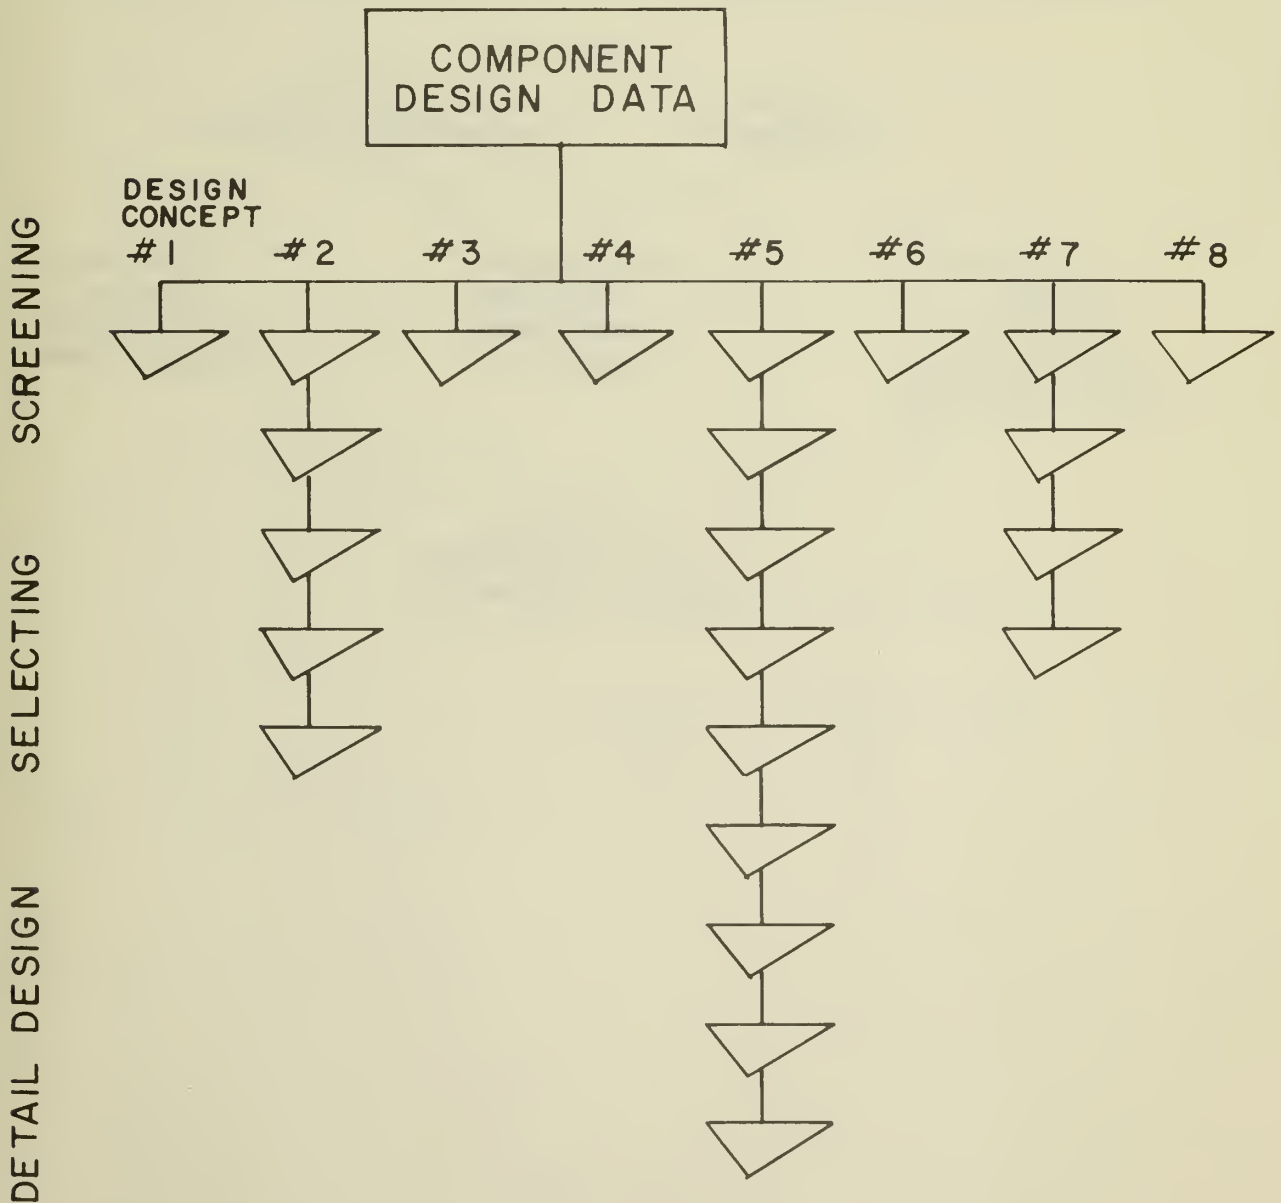 COMPONENT
DESIGN DATA
DESIGN
CONCEPT
#1 #2 #3 #4 #5 #6 #7 #8
SCREENING
SELECTING
DETAIL DESIGN